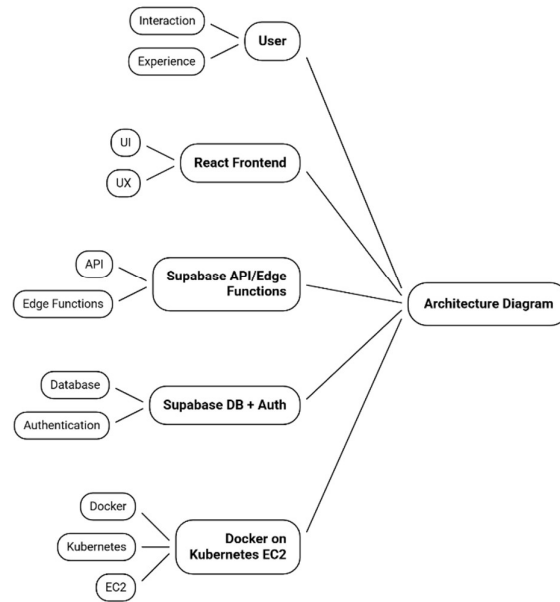 Interaction
User
Experience
UI
React Frontend
UX
API
Supabase API/Edge
Functions
Edge Functions
Architecture Diagram
Database
Supabase DB + Auth
Authentication
Docker
Kubernetes
Docker on
Kubernetes EC2
EC2